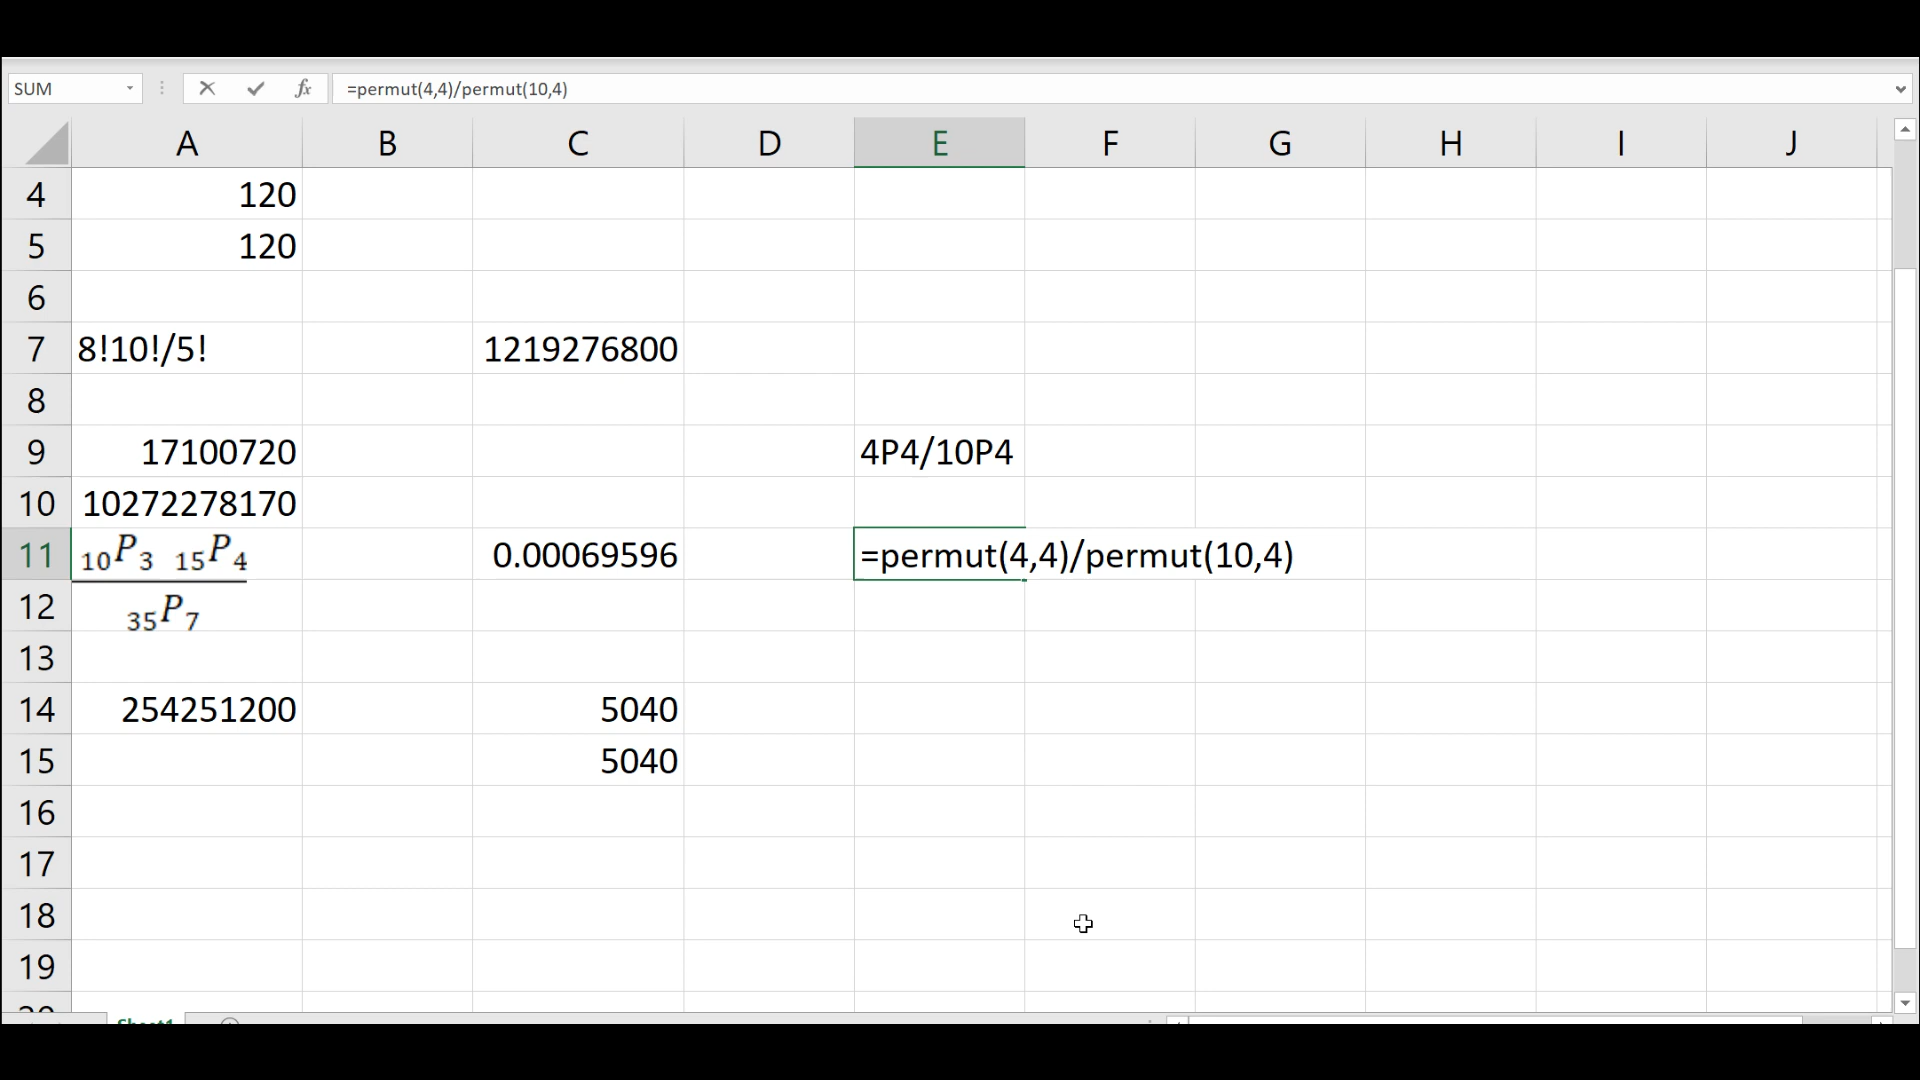 SUM =permut(4,4)/permut(10,4)
A B C D E F G H I J
4 120
5 120
6
7 8!10!/5! 1219276800
8
9 17100720 4P4/10P4
10 10272278170
11 10P3 15P4 0.00069596 =permut(4,4)/permut(10,4)
12 35P7
13
14 254251200 5040
15 5040
16
17
18
19
20
Sheet1